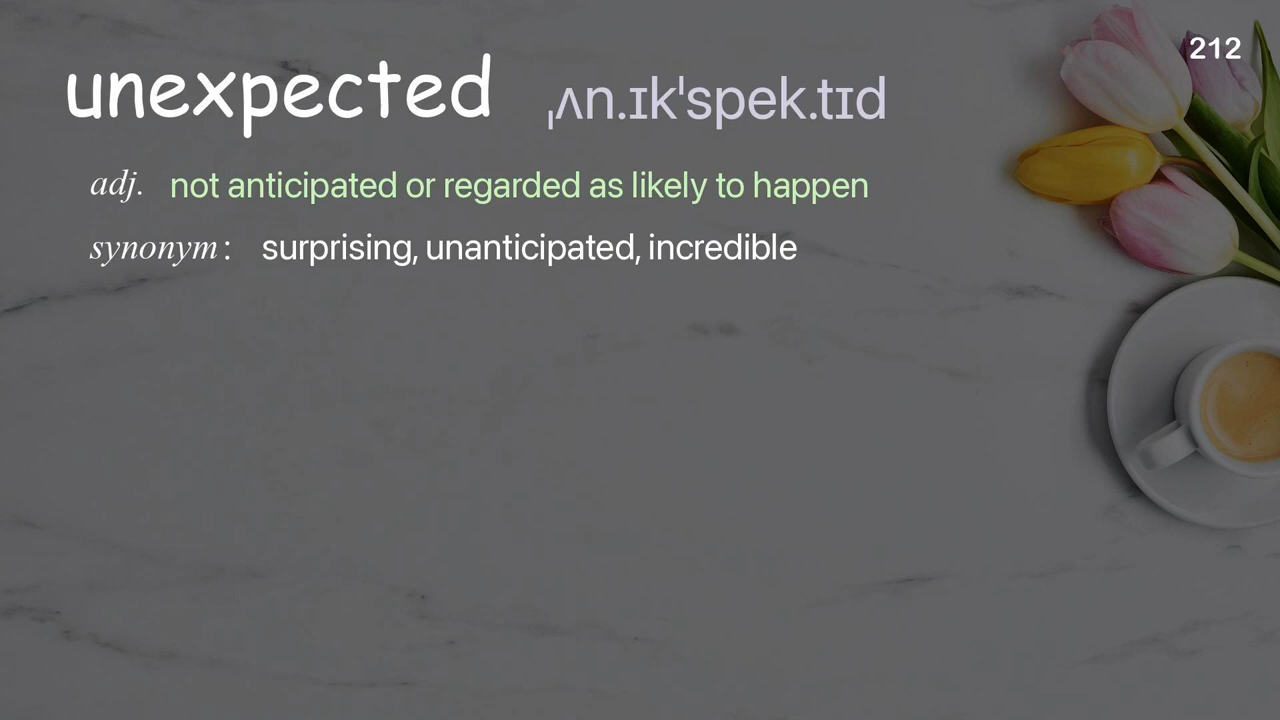 212
unexpected ˌʌn.ɪkˈspek.tɪd
adj. not anticipated or regarded as likely to happen
synonym: surprising, unanticipated, incredible